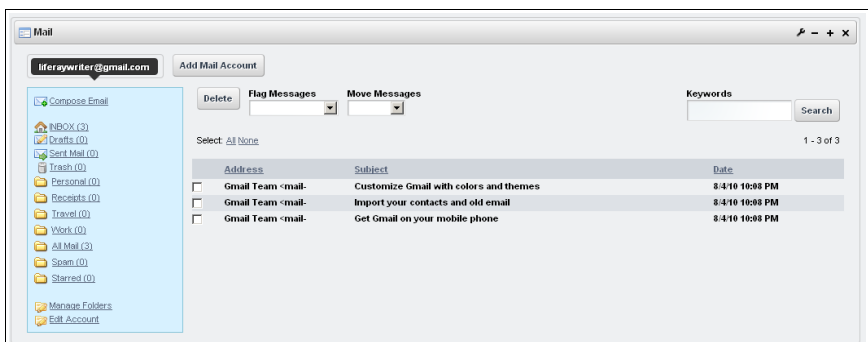 Mail
liferaywriter@gmail.com
Add Mail Account
Compose Email
INBOX (3)
Drafts (0)
Sent Mail (0)
Trash (0)
Personal (0)
Receipts (0)
Travel (0)
Work (0)
All Mail (3)
Spam (0)
Starred (0)
Manage Folders
Edit Account
Delete
Flag Messages
Move Messages
Keywords
Search
Select: All None
1 - 3 of 3
Address Subject Date
Gmail Team <mail- Customize Gmail with colors and themes 8/4/10 10:08 PM
Gmail Team <mail- Import your contacts and old email 8/4/10 10:08 PM
Gmail Team <mail- Get Gmail on your mobile phone 8/4/10 10:08 PM